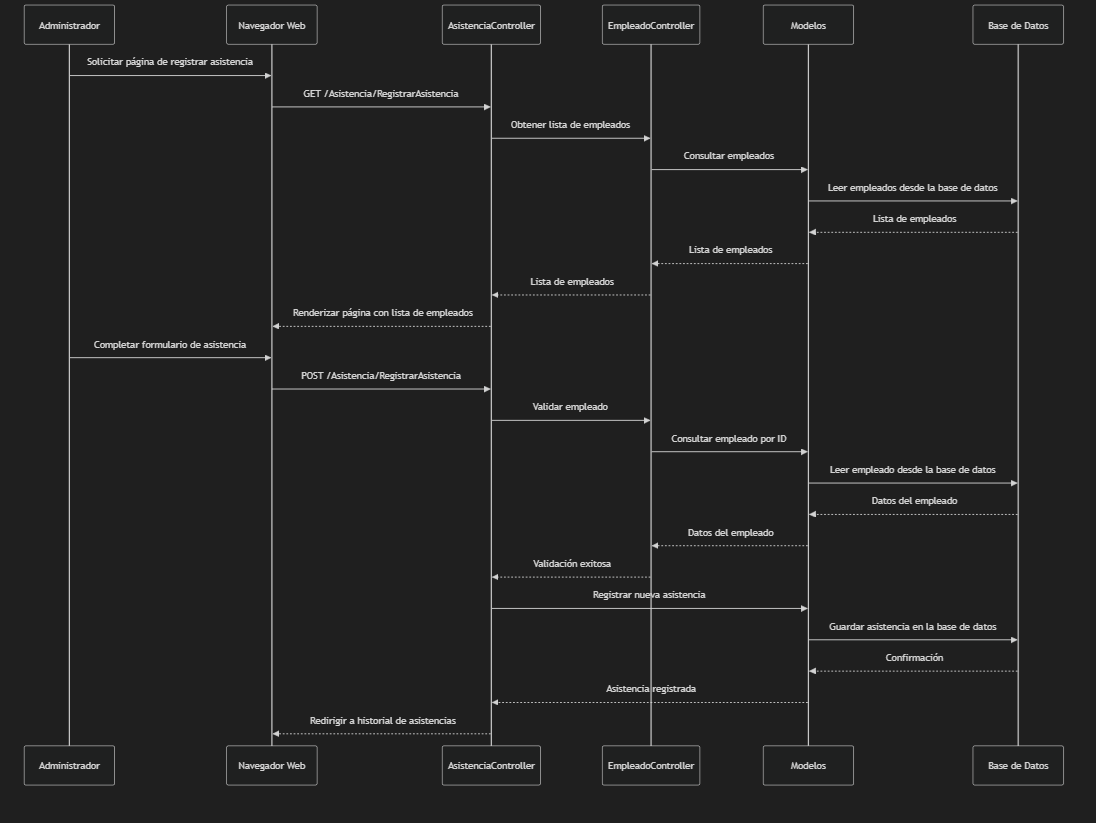 Administrador
Navegador Web
AsistenciaController
EmpleadoController
Modelos
Base de Datos
Solicitar página de registrar asistencia
GET /Asistencia/RegistrarAsistencia
Obtener lista de empleados
Consultar empleados
Leer empleados desde la base de datos
Lista de empleados
Lista de empleados
Lista de empleados
Renderizar página con lista de empleados
Completar formulario de asistencia
POST /Asistencia/RegistrarAsistencia
Validar empleado
Consultar empleado por ID
Leer empleado desde la base de datos
Datos del empleado
Datos del empleado
Validación exitosa
Registrar nueva asistencia
Guardar asistencia en la base de datos
Confirmación
Asistencia registrada
Redirigir a historial de asistencias
Administrador
Navegador Web
AsistenciaController
EmpleadoController
Modelos
Base de Datos